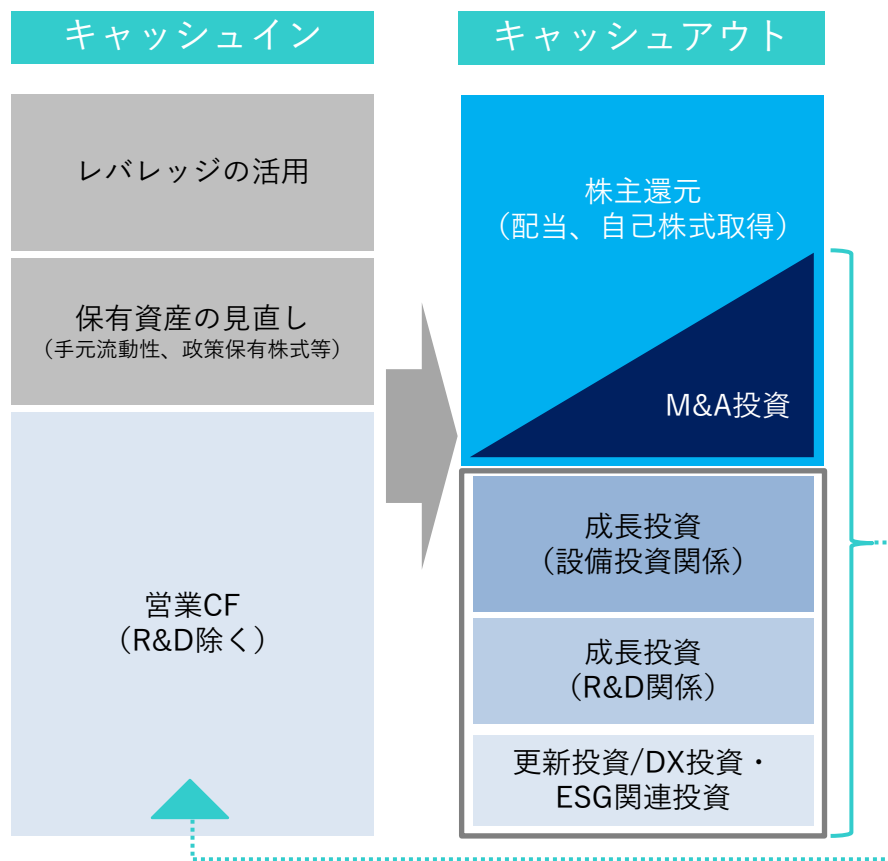 キャッシュイン
レバレッジの活用
保有資産の見直し
（手元流動性、政策保有株式等）
営業CF
（R&D除く）
キャッシュアウト
株主還元
（配当、自己株式取得）
M&A投資
成長投資
（設備投資関係）
成長投資
（R&D関係）
更新投資/DX投資・
ESG関連投資